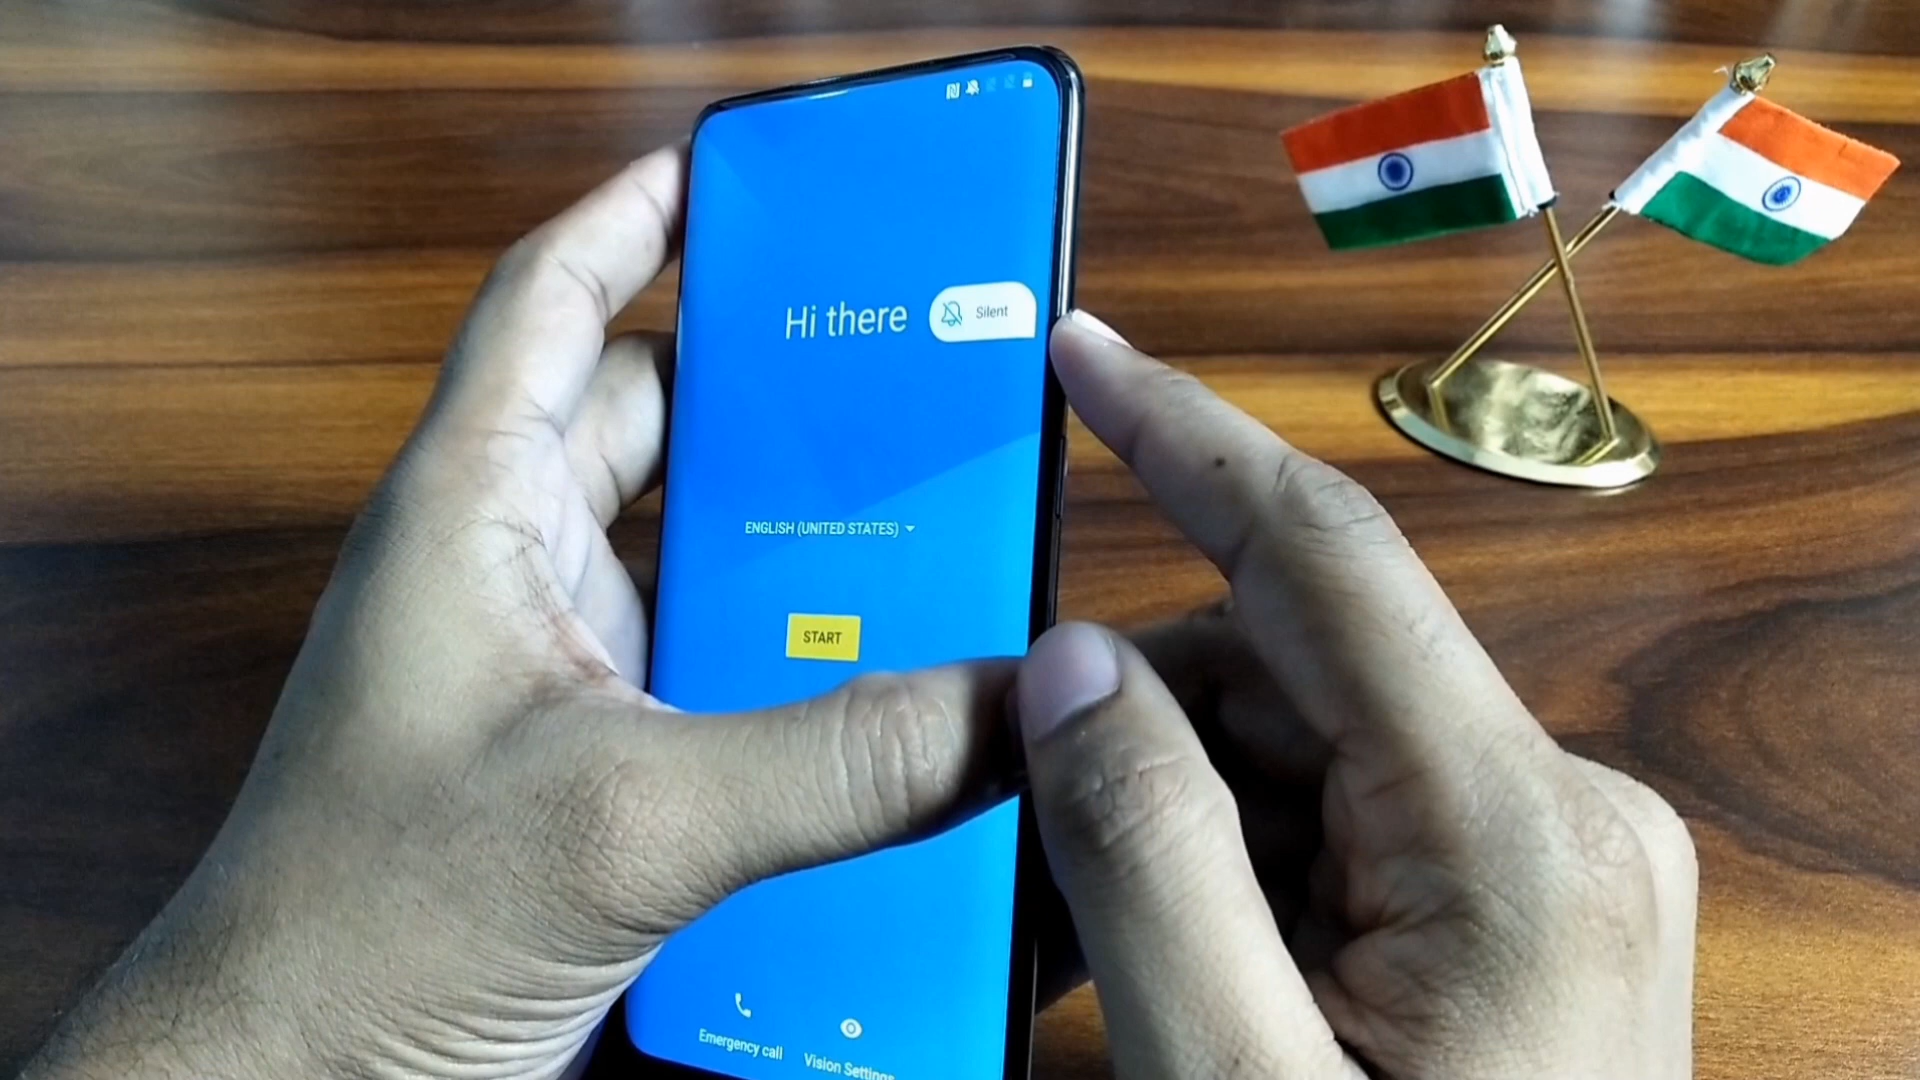 Hi there
Silent
ENGLISH (UNITED STATES)
START
Emergency call
Vision Settings